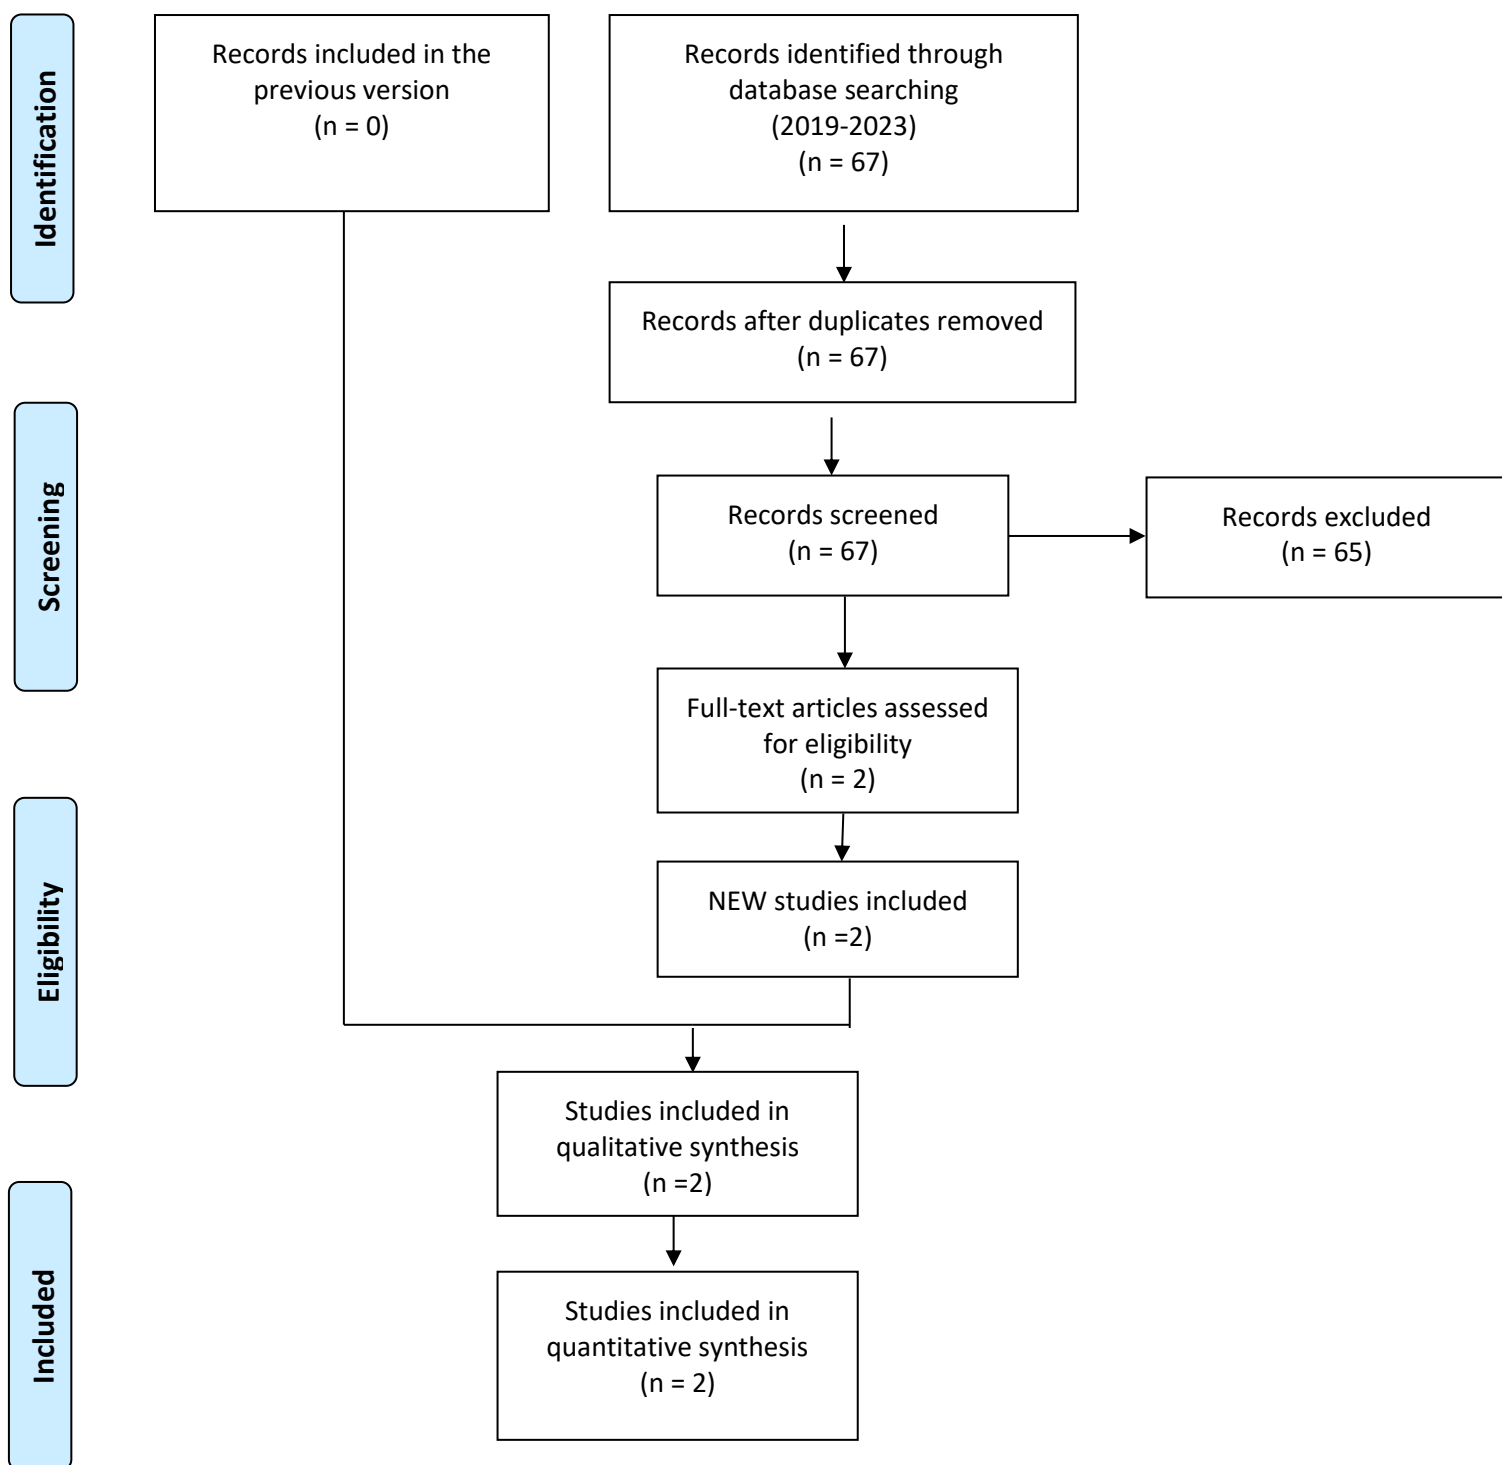 Identification
Records included in the
previous version
(n = 0)
Records identified through
database searching
(2019-2023)
(n = 67)
Records after duplicates removed
(n = 67)
Screening
Records screened
(n = 67)
Records excluded
(n = 65)
Full-text articles assessed
for eligibility
(n = 2)
Eligibility
NEW studies included
(n =2)
Studies included in
qualitative synthesis
(n =2)
Included
Studies included in
quantitative synthesis
(n = 2)